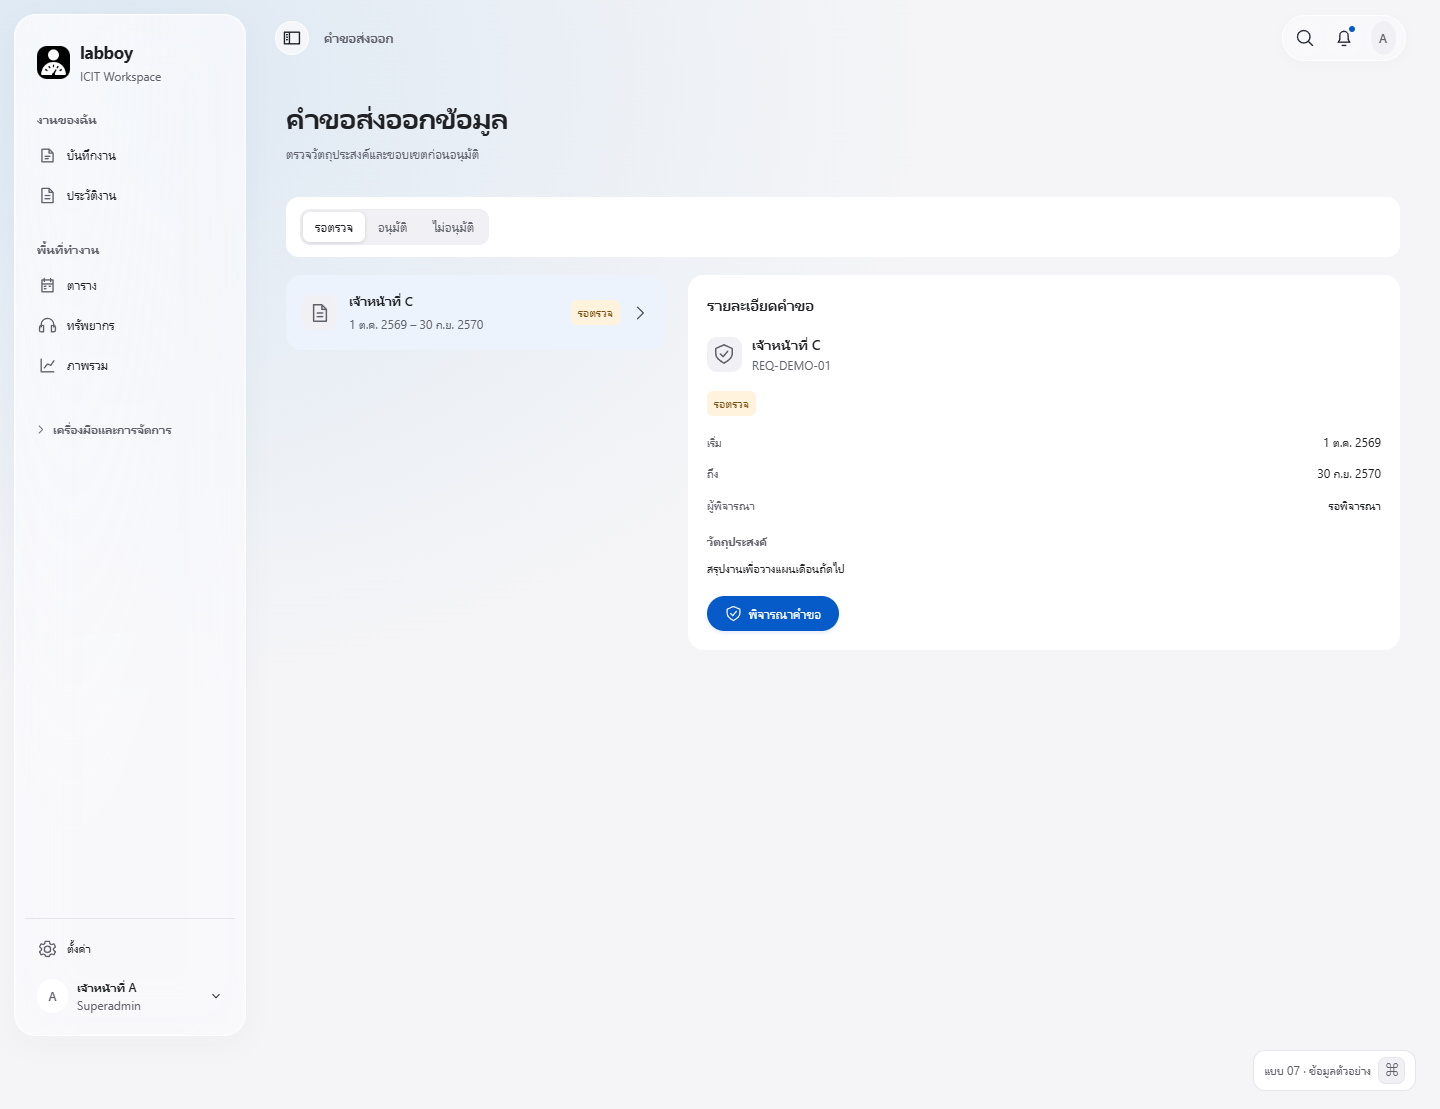 labboy
ICIT Workspace
งานของฉัน
บันทึกงาน
ประวัติงาน
พื้นที่ทำงาน
ตาราง
ทรัพยากร
ภาพรวม
เครื่องมือและการจัดการ
ตั้งค่า
A
เจ้าหน้าที่ A
Superadmin
คำขอส่งออก
A
คำขอส่งออกข้อมูล
ตรวจวัตถุประสงค์และขอบเขตก่อนอนุมัติ
รอตรวจ
อนุมัติ
ไม่อนุมัติ
เจ้าหน้าที่ C
1 ต.ค. 2569 – 30 ก.ย. 2570
รอตรวจ
รายละเอียดคำขอ
เจ้าหน้าที่ C
REQ-DEMO-01
รอตรวจ
เริ่ม 1 ต.ค. 2569
ถึง 30 ก.ย. 2570
ผู้พิจารณา รอพิจารณา
วัตถุประสงค์
สรุปงานเพื่อวางแผนเดือนถัดไป
พิจารณาคำขอ
แบบ 07 · ข้อมูลตัวอย่าง ⌘